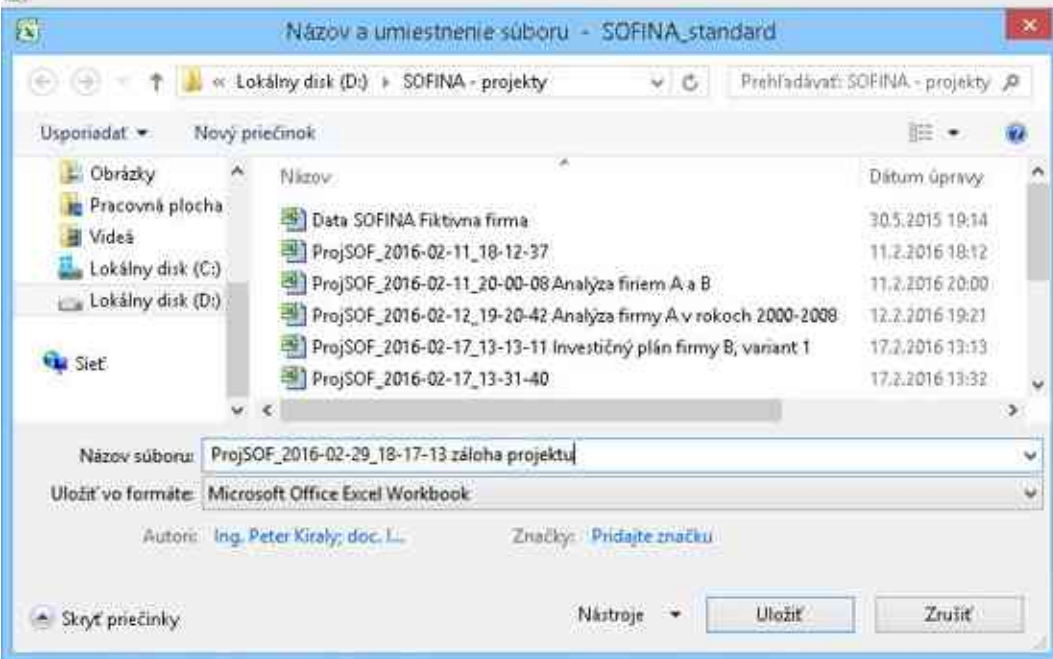 Názov a umiestnenie súboru - SOFINA_standard
« Lokálny disk (D:) ▸ SOFINA - projekty
Prehľadávať: SOFINA - projekty
Usporiadať
Nový priečinok
Obrázky
Pracovná plocha
Videá
Lokálny disk (C:)
Lokálny disk (D:)
Sieť
Názov Dátum úpravy
Data SOFINA Fiktivna firma 30.5.2015 19:14
ProjSOF_2016-02-11_18-12-37 11.2.2016 18:12
ProjSOF_2016-02-11_20-00-08 Analýza firiem A a B 11.2.2016 20:00
ProjSOF_2016-02-12_19-20-42 Analýza firmy A v rokoch 2000-2008 12.2.2016 19:21
ProjSOF_2016-02-17_13-13-11 Investičný plán firmy B, variant 1 17.2.2016 13:13
ProjSOF_2016-02-17_13-31-40 17.2.2016 13:32
Názov súboru: ProjSOF_2016-02-29_18-17-13 záloha projektu
Uložiť vo formáte: Microsoft Office Excel Workbook
Autori: Ing. Peter Kiraly; doc. I... Značky: Pridajte značku
Skryť priečinky Nástroje Uložiť Zrušiť